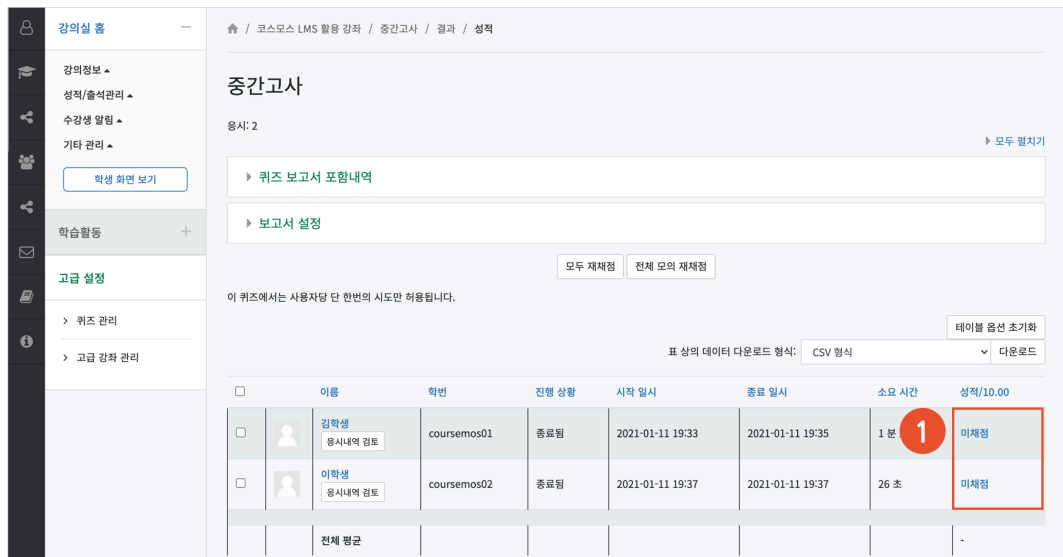 강의실 홈
강의정보
성적/출석관리
수강생 알림
기타 관리
학생 화면 보기
학습활동
고급 설정
퀴즈 관리
고급 강좌 관리
/ 코스모스 LMS 활용 강좌 / 중간고사 / 결과 / 성적
중간고사
응시: 2
모두 펼치기
퀴즈 보고서 포함내역
보고서 설정
모두 재채점 전체 모의 재채점
이 퀴즈에서는 사용자당 단 한번의 시도만 허용됩니다.
테이블 옵션 초기화
표 상의 데이터 다운로드 형식: CSV 형식 다운로드
이름 학번 진행 상황 시작 일시 종료 일시 소요 시간 성적/10.00
김학생
응시내역 검토 coursemos01 종료됨 2021-01-11 19:33 2021-01-11 19:35 1 분 1 미채점
이학생
응시내역 검토 coursemos02 종료됨 2021-01-11 19:37 2021-01-11 19:37 26 초 미채점
전체 평균 -